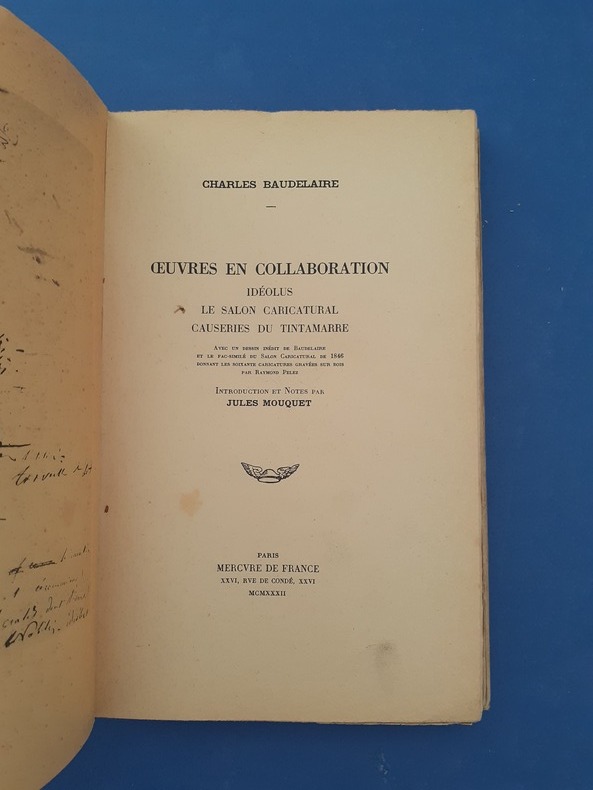 CHARLES BAUDELAIRE
ŒUVRES EN COLLABORATION
IDÉOLUS
LE SALON CARICATURAL
CAUSERIES DU TINTAMARRE
AVEC UN DESSIN INÉDIT DE BAUDELAIRE
ET LE FAC-SIMILÉ DU SALON CARICATURAL DE 1846
DONNANT LES SOIXANTE CARICATURES GRAVÉES SUR BOIS
PAR RAYMOND PELEZ
INTRODUCTION ET NOTES PAR
JULES MOUQUET
PARIS
MERCVRE DE FRANCE
XXVI, RVE DE CONDÉ, XXVI
MCMXXXII